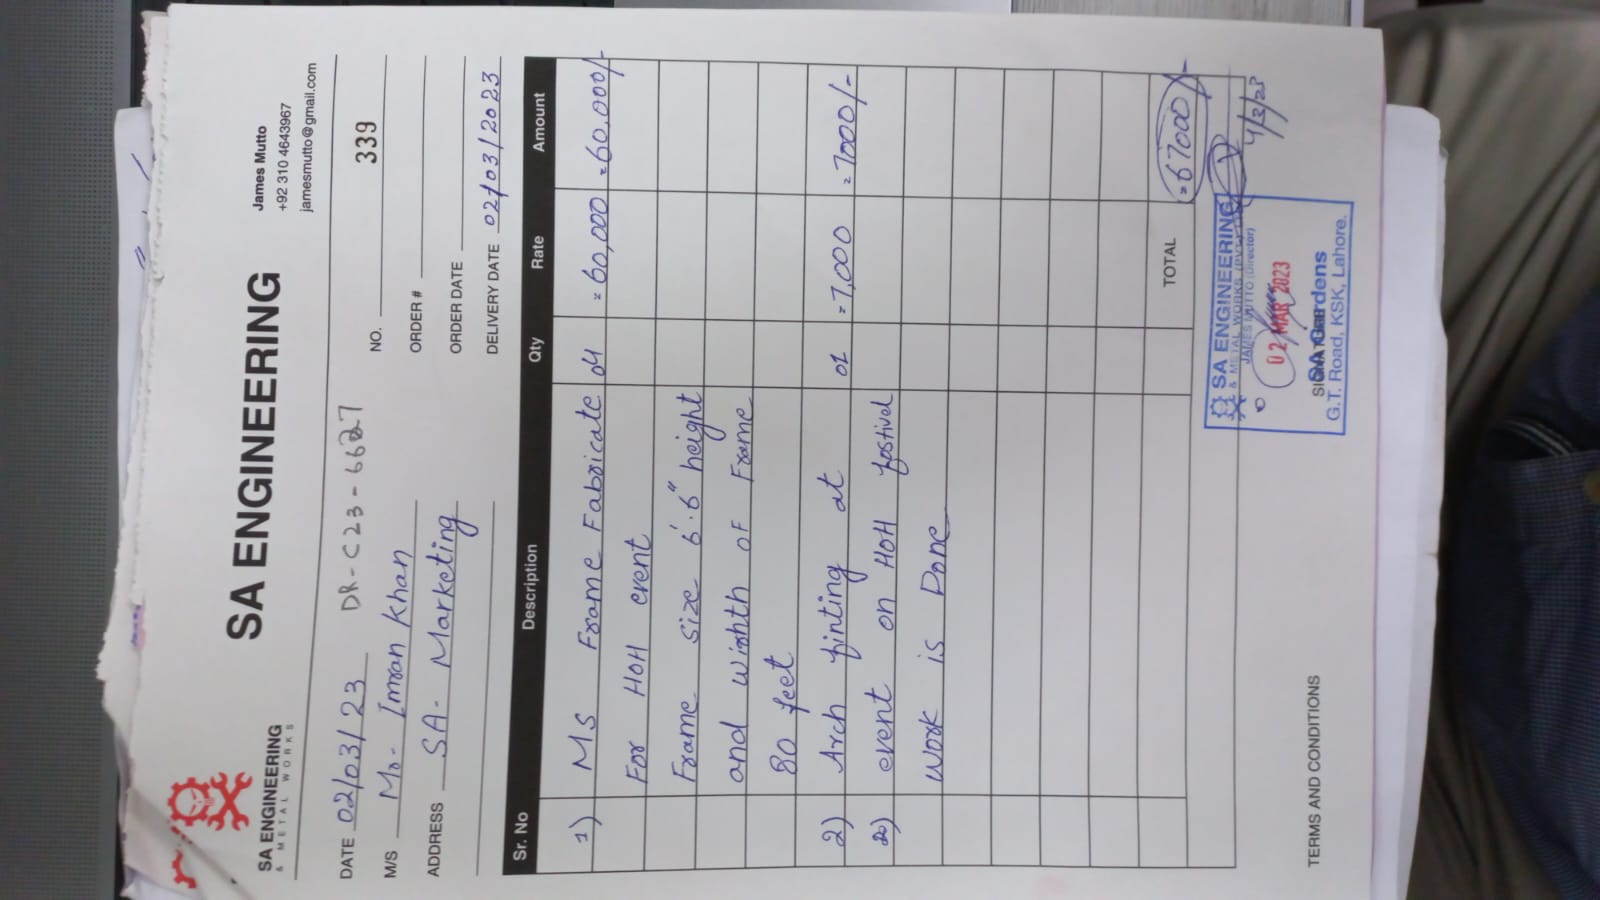 SA ENGINEERING
& METAL WORKS
SA ENGINEERING
James Mutto
+92 310 4643967
jamesmutto@gmail.com
DATE 02/03/23 DR-C23-6627
NO. 339
M/S Mr- Imran Khan
ORDER #
ADDRESS SA- Marketing
ORDER DATE
DELIVERY DATE 02/03/2023
Sr. No Description Qty Rate Amount
1) MS Frame Fabricate 04 =60,000 =60,000/-
For HOH event
Frame size 6'.6" height
and wishth of Frame
80 feet
2) Arch finting at 01 =7,000 =7000/-
event on HOH fostivel
work is Done
TOTAL =67000/-
SA ENGINEERING
& METAL WORKS (PVT)
JAMES MUTTO (Director)
4/3/23
02 MAR 2023
TERMS AND CONDITIONS
SIGNATURE
SA Gardens
G.T. Road, KSK, Lahore.